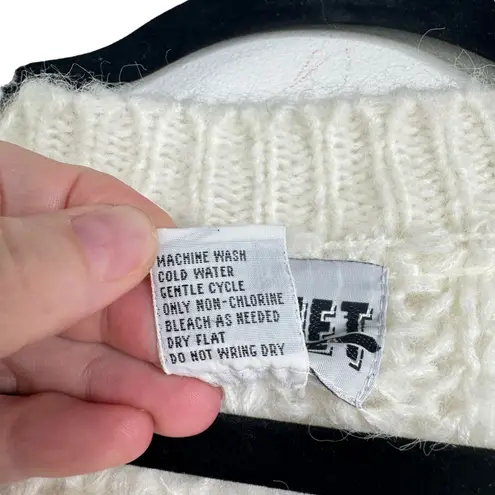 MACHINE WASH
COLD WATER
GENTLE CYCLE
ONLY NON-CHLORINE
BLEACH AS NEEDED
DRY FLAT
DO NOT WRING DRY